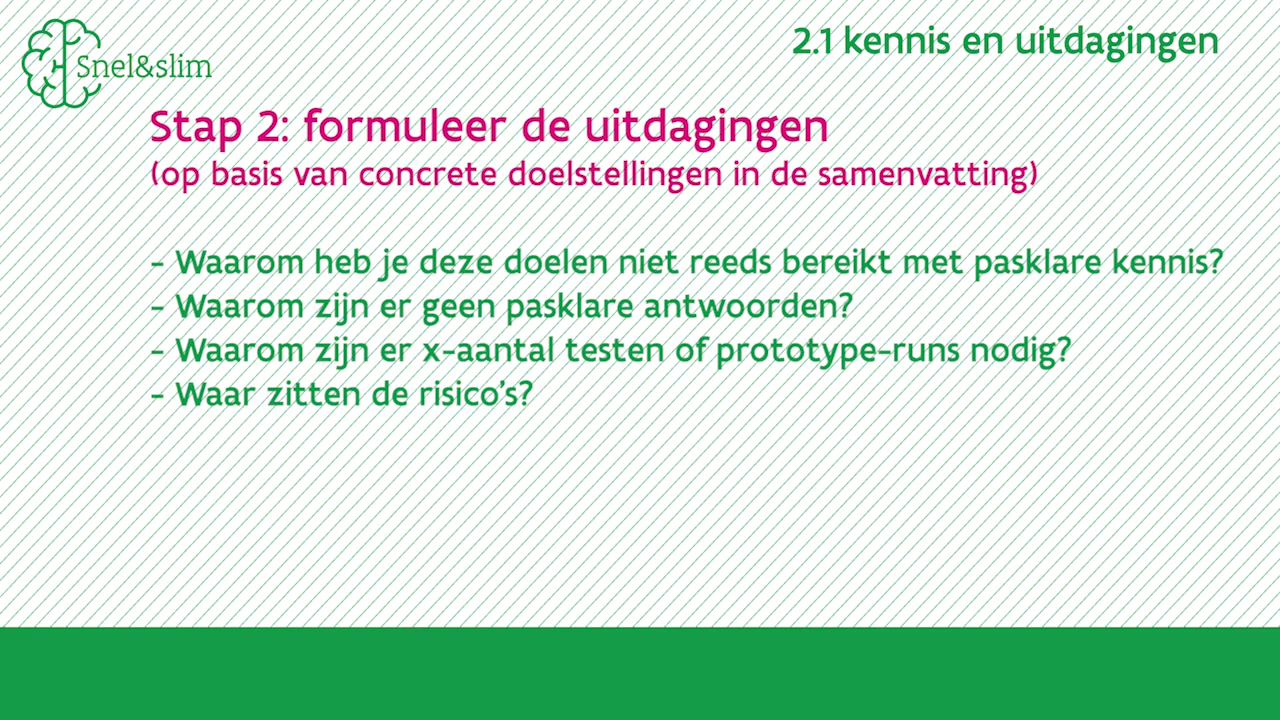 Snel&slim
2.1 kennis en uitdagingen
Stap 2: formuleer de uitdagingen
(op basis van concrete doelstellingen in de samenvatting)
- Waarom heb je deze doelen niet reeds bereikt met pasklare kennis?
- Waarom zijn er geen pasklare antwoorden?
- Waarom zijn er x-aantal testen of prototype-runs nodig?
- Waar zitten de risico's?